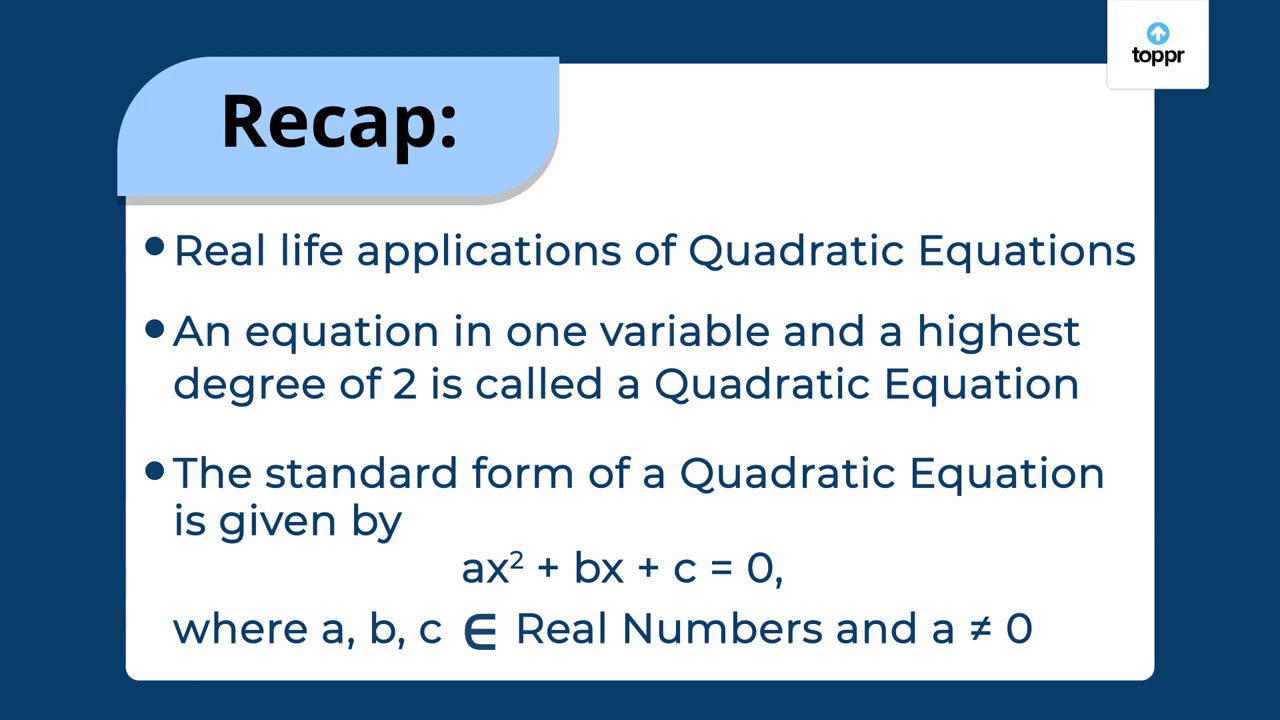 toppr
Recap:
• Real life applications of Quadratic Equations
• An equation in one variable and a highest
degree of 2 is called a Quadratic Equation
• The standard form of a Quadratic Equation
is given by
ax² + bx + c = 0,
where a, b, c ∈ Real Numbers and a ≠ 0